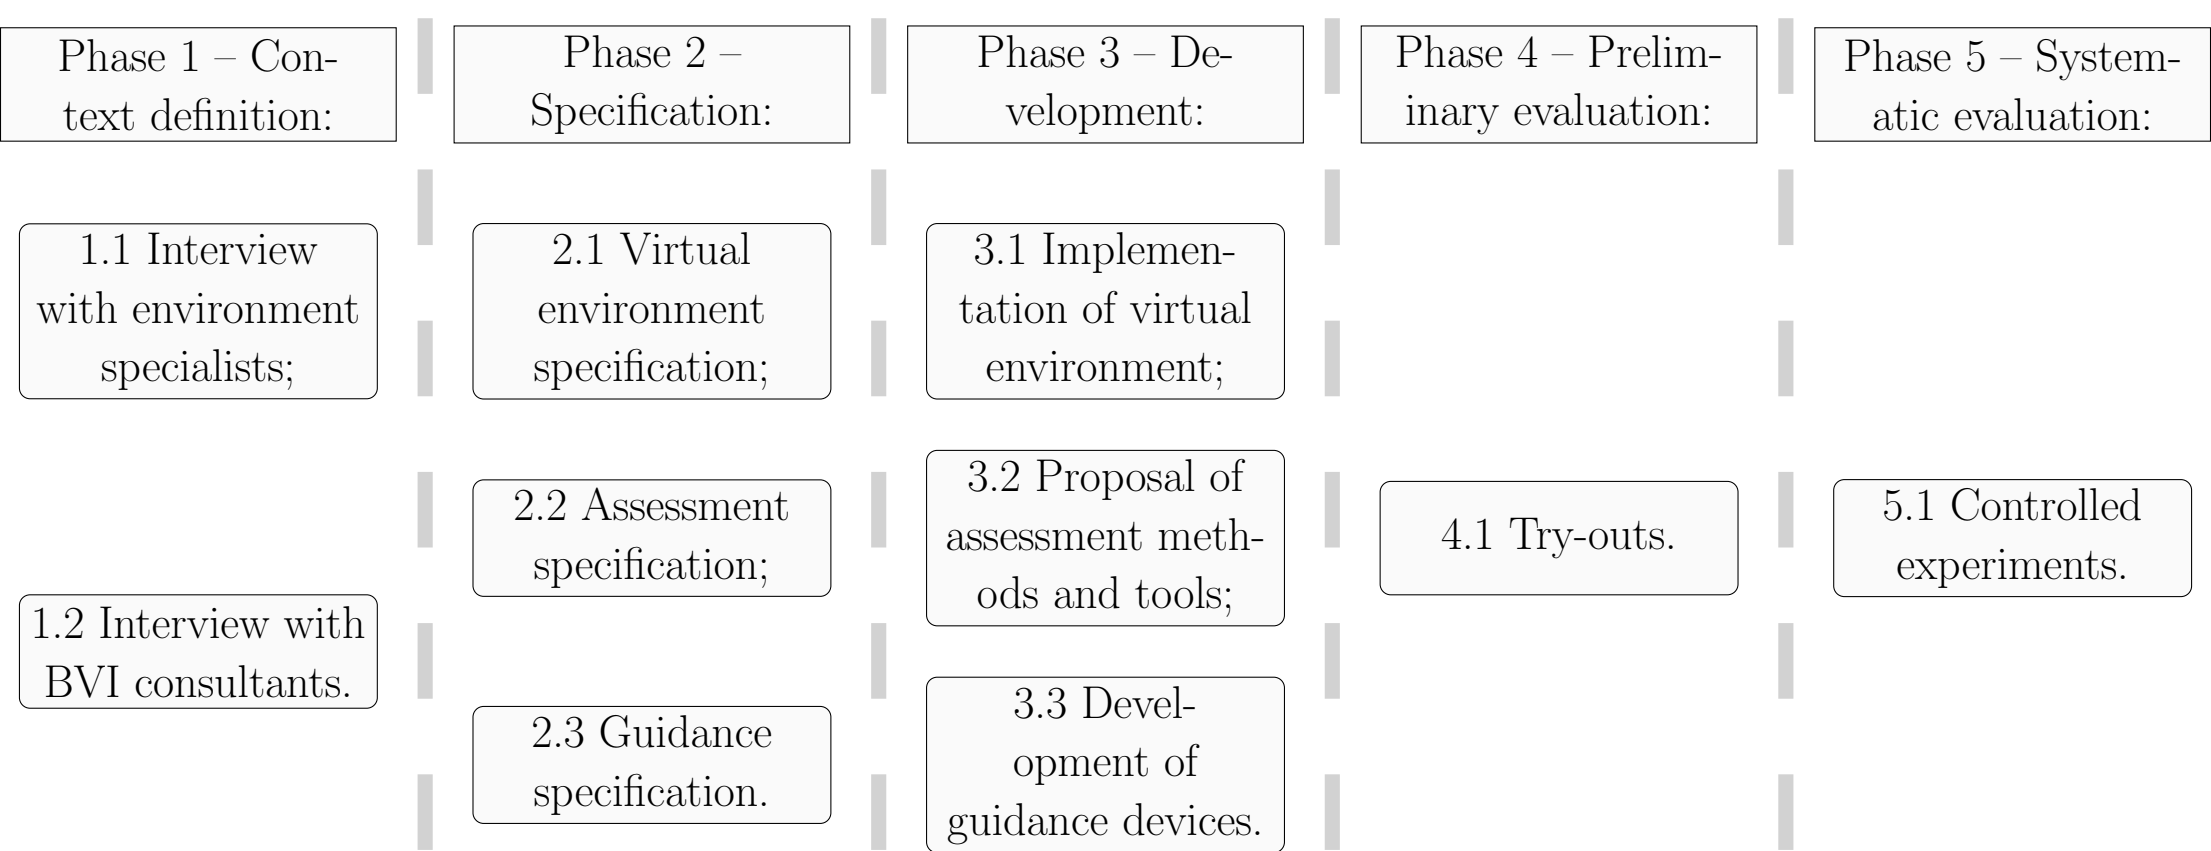 Phase 1 – Con-
text definition:
1.1 Interview
with environment
specialists;
1.2 Interview with
BVI consultants.
Phase 2 –
Specification:
2.1 Virtual
environment
specification;
2.2 Assessment
specification;
2.3 Guidance
specification.
Phase 3 – De-
velopment:
3.1 Implemen-
tation of virtual
environment;
3.2 Proposal of
assessment meth-
ods and tools;
3.3 Devel-
opment of
guidance devices.
Phase 4 – Prelim-
inary evaluation:
4.1 Try-outs.
Phase 5 – System-
atic evaluation:
5.1 Controlled
experiments.